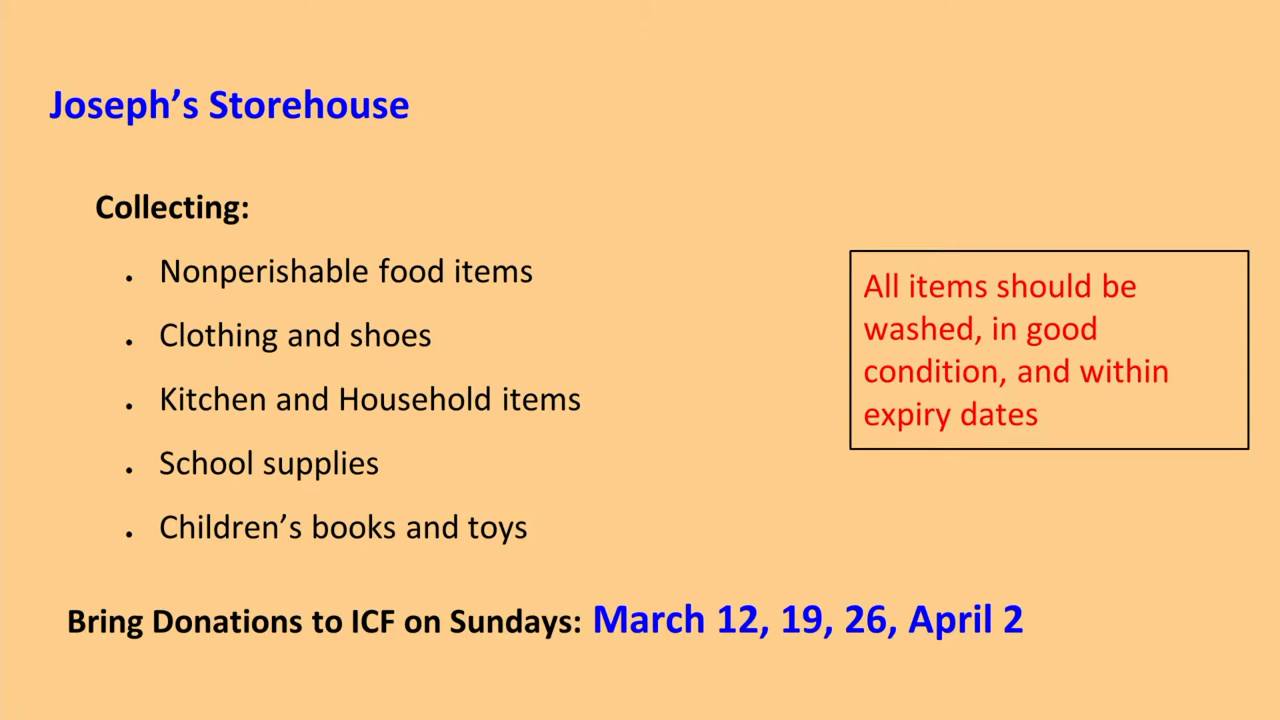 Joseph’s Storehouse
Collecting:
• Nonperishable food items
• Clothing and shoes
• Kitchen and Household items
• School supplies
• Children’s books and toys
All items should be
washed, in good
condition, and within
expiry dates
Bring Donations to ICF on Sundays: March 12, 19, 26, April 2